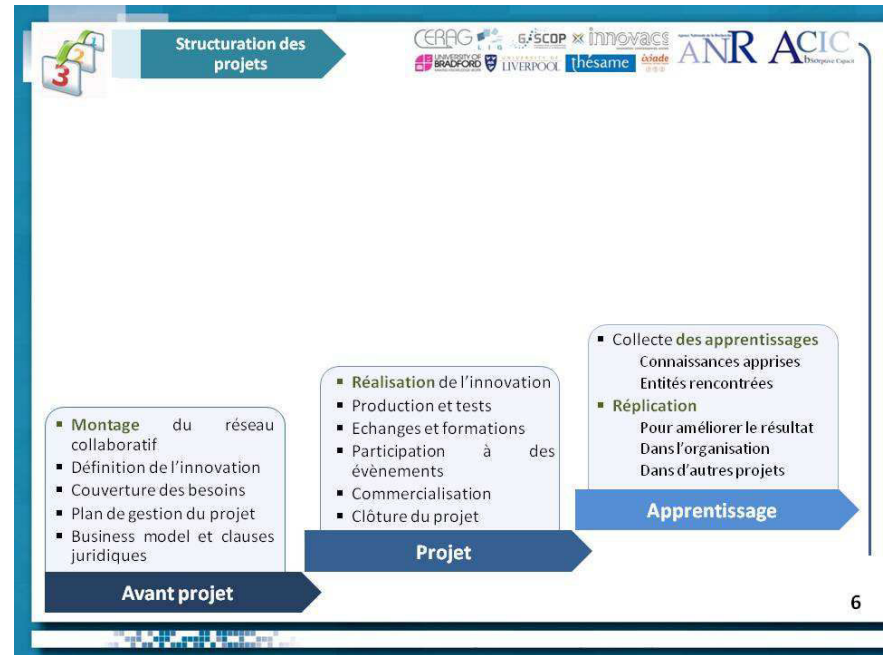 3
Structuration des
projets
CERAG
G·SCOP
innovacs
UNIVERSITY OF
BRADFORD
LIVERPOOL
thésame
ixiade
ANR
ACIC
Collecte des apprentissages
Connaissances apprises
Entités rencontrées
Réplication
Pour améliorer le résultat
Dans l'organisation
Dans d'autres projets
Apprentissage
Réalisation de l'innovation
Production et tests
Echanges et formations
Participation à des
évènements
Commercialisation
Clôture du projet
Projet
Montage du réseau
collaboratif
Définition de l'innovation
Couverture des besoins
Plan de gestion du projet
Business model et clauses
juridiques
Avant projet
6